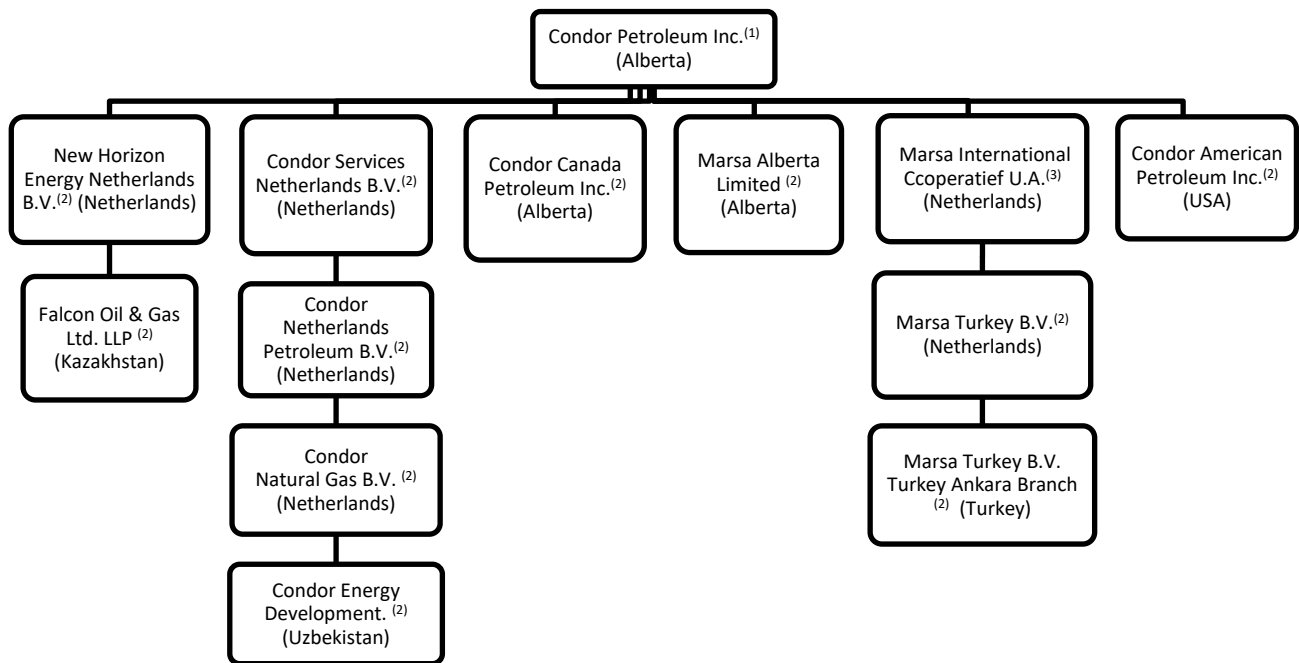 Condor Petroleum Inc.(1)
(Alberta)
New Horizon
Energy Netherlands
B.V.(2) (Netherlands)
Condor Services
Netherlands B.V.(2)
(Netherlands)
Condor Canada
Petroleum Inc.(2)
(Alberta)
Marsa Alberta
Limited (2)
(Alberta)
Marsa International
Ccoperatief U.A.(3)
(Netherlands)
Condor American
Petroleum Inc.(2)
(USA)
Falcon Oil & Gas
Ltd. LLP (2)
(Kazakhstan)
Condor
Netherlands
Petroleum B.V.(2)
(Netherlands)
Marsa Turkey B.V.(2)
(Netherlands)
Condor
Natural Gas B.V. (2)
(Netherlands)
Marsa Turkey B.V.
Turkey Ankara Branch
(2) (Turkey)
Condor Energy
Development. (2)
(Uzbekistan)